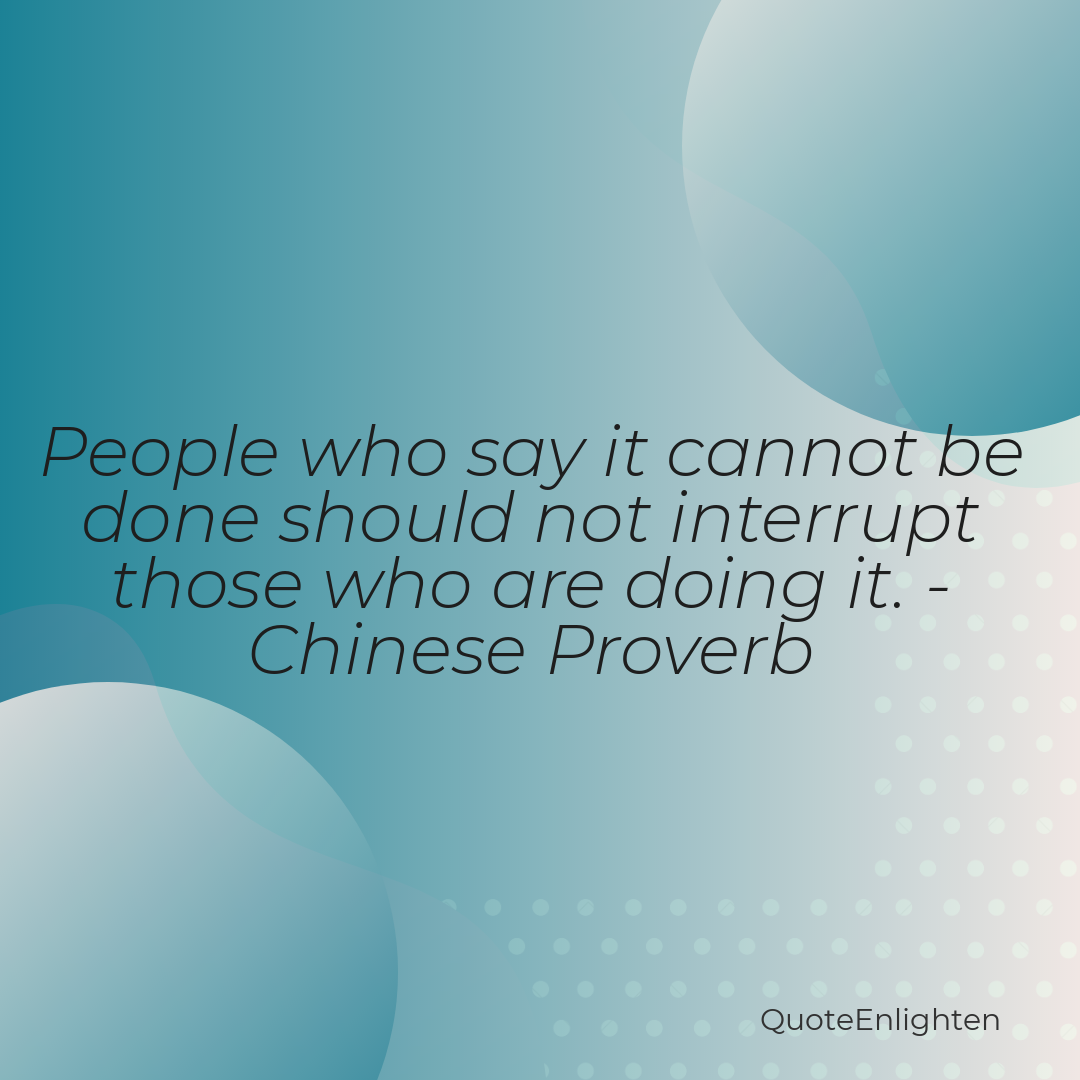 People who say it cannot be
done should not interrupt
those who are doing it. -
Chinese Proverb
QuoteEnlighten